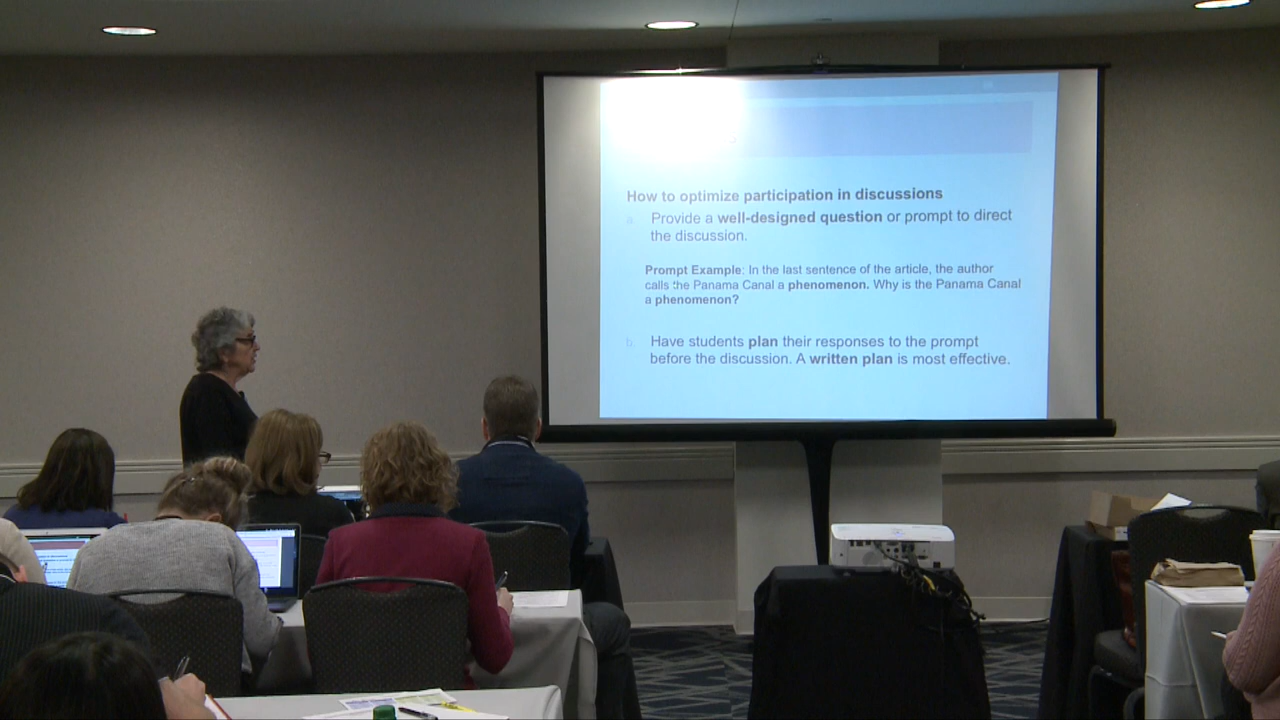 How to optimize participation in discussions
a. Provide a well-designed question or prompt to direct
the discussion.
Prompt Example: In the last sentence of the article, the author
calls the Panama Canal a phenomenon. Why is the Panama Canal
a phenomenon?
b. Have students plan their responses to the prompt
before the discussion. A written plan is most effective.